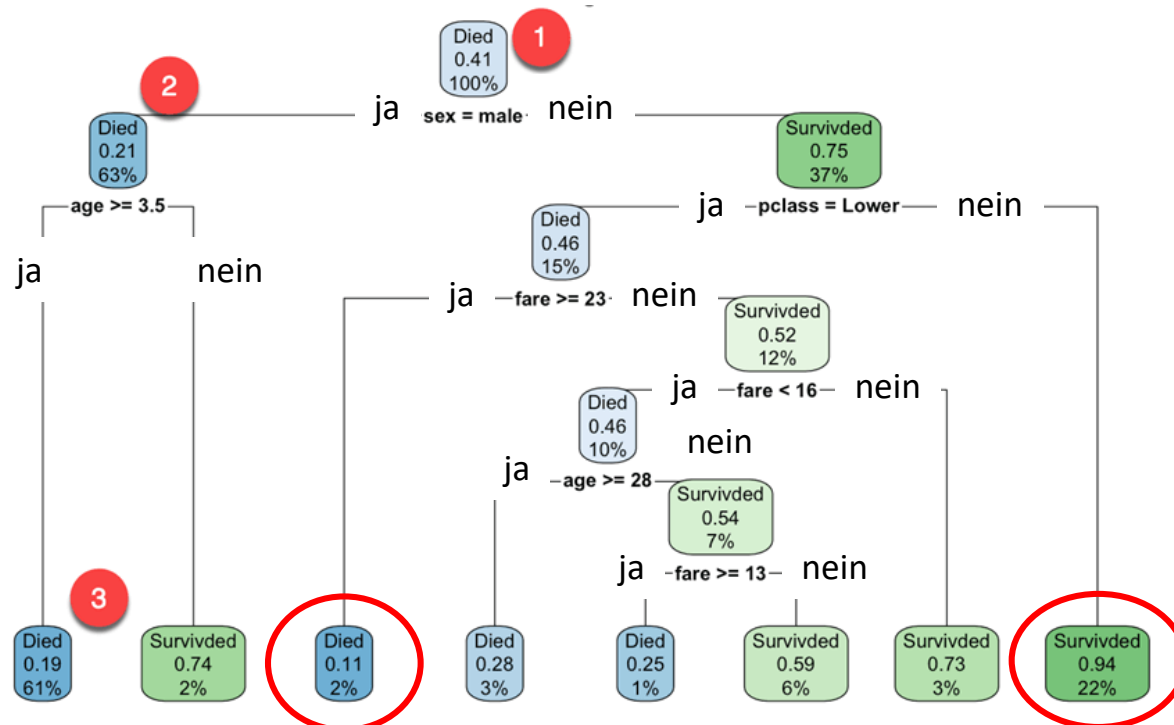 Died
0.41
100%
1
2
ja
sex = male
nein
Died
0.21
63%
Survivded
0.75
37%
age >= 3.5
ja
pclass = Lower
nein
Died
0.46
15%
ja
nein
ja
fare >= 23
nein
Survivded
0.52
12%
ja
fare < 16
nein
Died
0.46
10%
nein
ja
age >= 28
Survivded
0.54
7%
ja
fare >= 13
nein
3
Died
0.19
61%
Survivded
0.74
2%
Died
0.11
2%
Died
0.28
3%
Died
0.25
1%
Survivded
0.59
6%
Survivded
0.73
3%
Survivded
0.94
22%